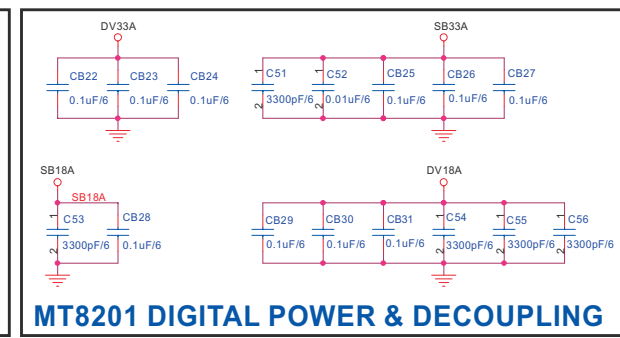 DV33A
CB22
0.1uF/6
CB23
0.1uF/6
CB24
0.1uF/6
SB33A
1
C51
3300pF/6
2
1
C52
0.01uF/6
2
CB25
0.1uF/6
CB26
0.1uF/6
CB27
0.1uF/6
SB18A
SB18A
1
C53
3300pF/6
2
CB28
0.1uF/6
DV18A
CB29
0.1uF/6
CB30
0.1uF/6
CB31
0.1uF/6
1
C54
3300pF/6
2
1
C55
3300pF/6
2
1
C56
3300pF/6
2
MT8201 DIGITAL POWER & DECOUPLING